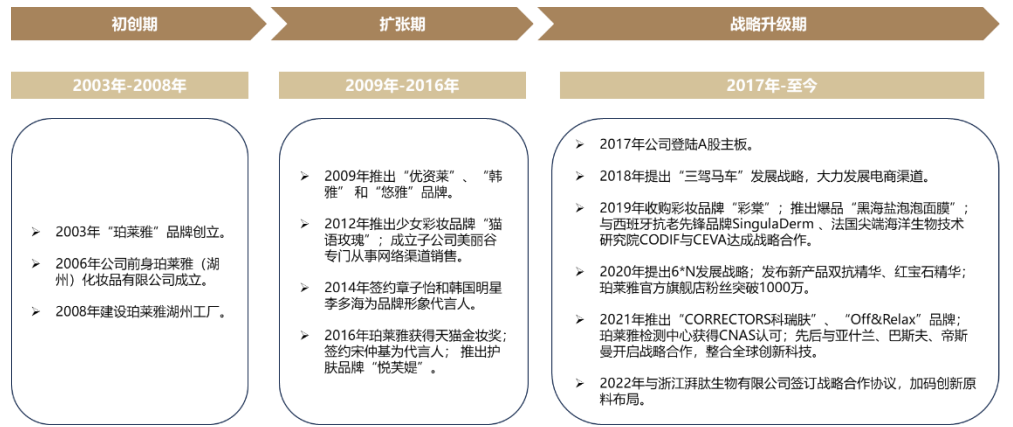 初创期
扩张期
战略升级期
2003年-2008年
2009年-2016年
2017年-至今
2003年“珀莱雅”品牌创立。
2006年公司前身珀莱雅（湖
州）化妆品有限公司成立。
2008年建设珀莱雅湖州工厂。
2009年推出“优资莱”、“韩
雅” 和“悦雅”品牌。
2012年推出少女彩妆品牌“猫
语玫瑰”；成立子公司美丽谷
专门从事网络渠道销售。
2014年签约章子怡和韩国明星
李多海为品牌形象代言人。
2016年珀莱雅获得天猫金妆奖；
签约宋仲基为代言人； 推出护
肤品牌“悦芙媞”。
2017年公司登陆A股主板。
2018年提出“三驾马车”发展战略，大力发展电商渠道。
2019年收购彩妆品牌“彩棠”；推出爆品“黑海盐泡泡面膜”；
与西班牙抗老先锋品牌SingulaDerm 、法国尖端海洋生物技术
研究院CODIF与CEVA达成战略合作。
2020年提出6*N发展战略；发布新产品双抗精华、红宝石精华；
珀莱雅官方旗舰店粉丝突破1000万。
2021年推出“CORRECTORS科瑞肤”、“Off&Relax”品牌；
珀莱雅检测中心获得CNAS认可；先后与亚什兰、巴斯夫、帝斯
曼开启战略合作，整合全球创新科技。
2022年与浙江湃肽生物有限公司签订战略合作协议，加码创新原
料布局。